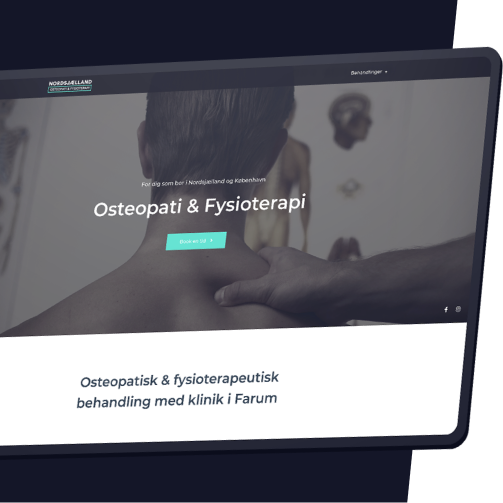 NORDSJÆLLAND
OSTEOPATI & FYSIOTERAPI
Behandlinger
For dig som bor i Nordsjælland og København
Osteopati & Fysioterapi
Book en tid
Osteopatisk & fysioterapeutisk
behandling med klinik i Farum